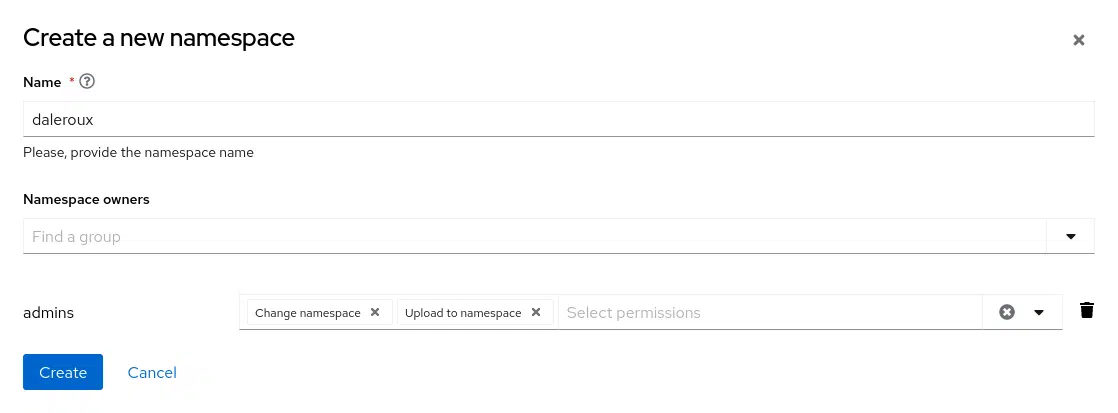 Create a new namespace
Name *
daleroux
Please, provide the namespace name
Namespace owners
Find a group
admins Change namespace Upload to namespace Select permissions
Create Cancel